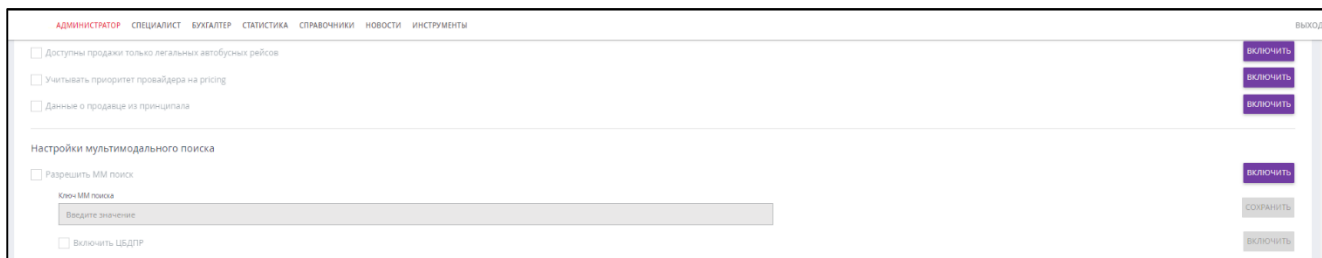 АДМИНИСТРАТОР СПЕЦИАЛИСТ БУХГАЛТЕР СТАТИСТИКА СПРАВОЧНИКИ НОВОСТИ ИНСТРУМЕНТЫ ВЫХОД
Доступны продажи только легальных автобусных рейсов ВКЛЮЧИТЬ
Учитывать приоритет провайдера на pricing ВКЛЮЧИТЬ
Данные о продавце из принципала ВКЛЮЧИТЬ
Настройки мультимодального поиска
Разрешить ММ поиск ВКЛЮЧИТЬ
Ключ ММ поиска
Введите значение СОХРАНИТЬ
Включить ЦБДПР ВКЛЮЧИТЬ